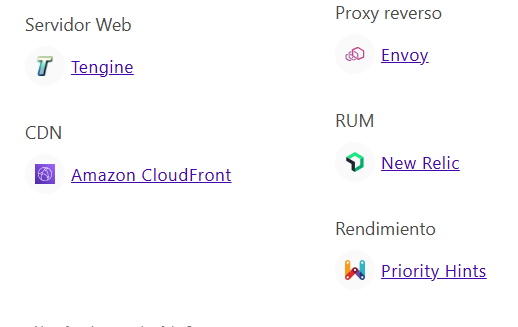 Servidor Web
Tengine
CDN
Amazon CloudFront
Proxy reverso
Envoy
RUM
New Relic
Rendimiento
Priority Hints